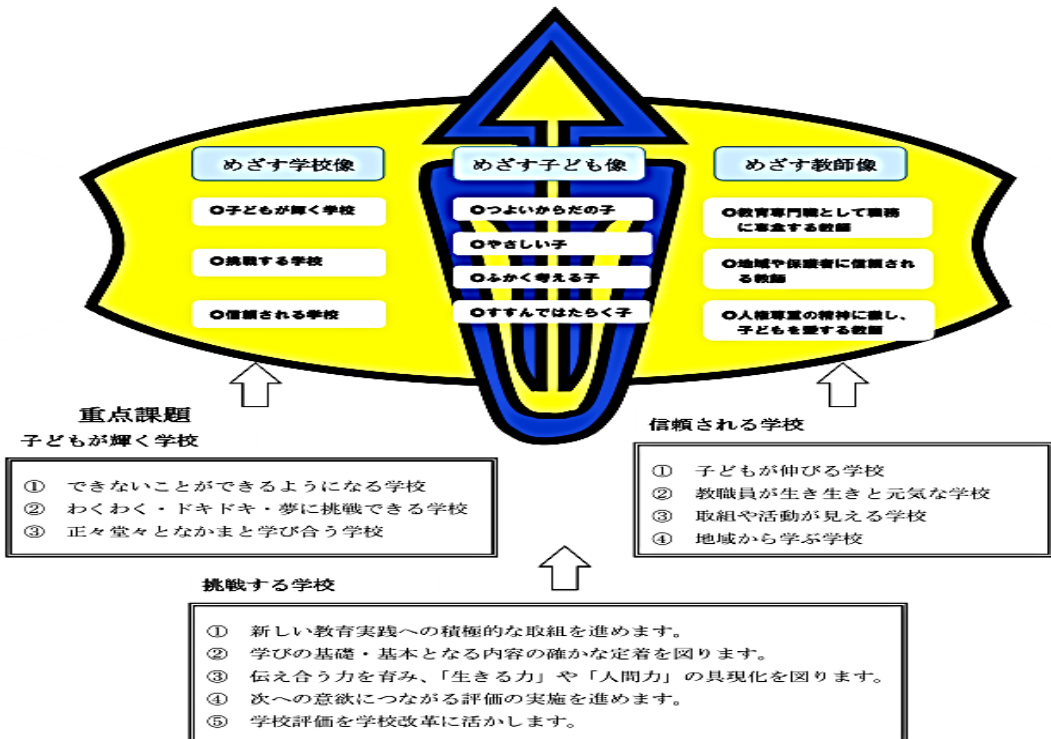 めざす学校像
◎子どもが輝く学校
◎挑戦する学校
◎信頼される学校
めざす子ども像
◎つよいからだの子
◎やさしい子
◎ふかく考える子
◎すすんではたらく子
めざす教師像
◎教育専門職として職務
に専念する教師
◎地域や保護者に信頼され
る教師
◎人権尊重の精神に徹し、
子どもを愛する教師
重点課題
子どもが輝く学校
① できないことができるようになる学校
② わくわく・ドキドキ・夢に挑戦できる学校
③ 正々堂々となかまと学び合う学校
信頼される学校
① 子どもが伸びる学校
② 教職員が生き生きと元気な学校
③ 取組や活動が見える学校
④ 地域から学ぶ学校
挑戦する学校
① 新しい教育実践への積極的な取組を進めます。
② 学びの基礎・基本となる内容の確かな定着を図ります。
③ 伝え合う力を育み、「生きる力」や「人間力」の具現化を図ります。
④ 次への意欲につながる評価の実施を進めます。
⑤ 学校評価を学校改革に活かします。